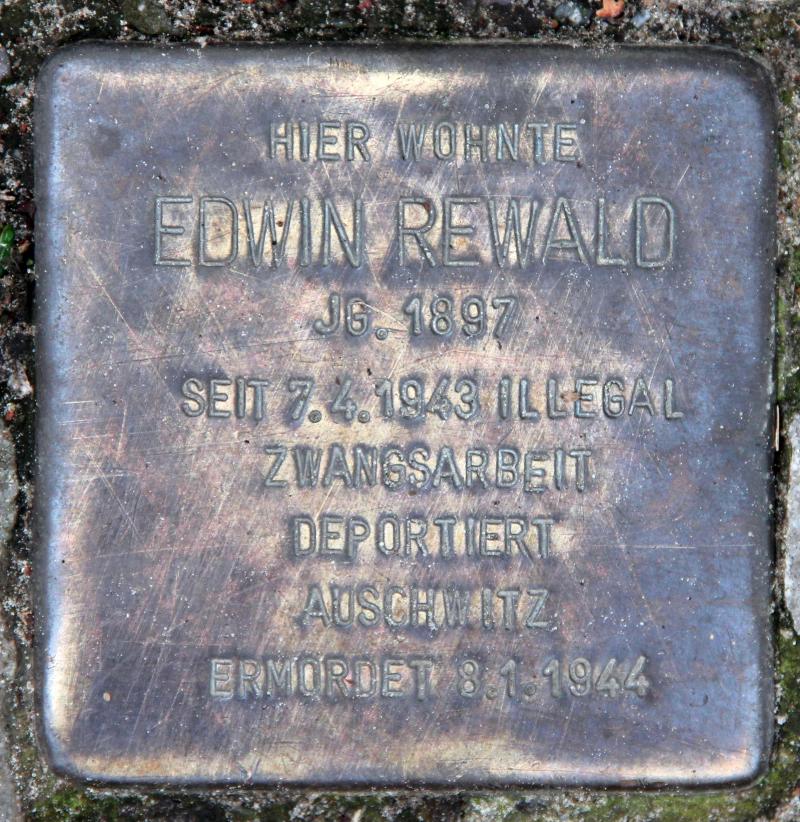 HIER WOHNTE
EDWIN REWALD
JG. 1897
SEIT 7.4.1943 ILLEGAL
ZWANGSARBEIT
DEPORTIERT
AUSCHWITZ
ERMORDET 8.1.1944